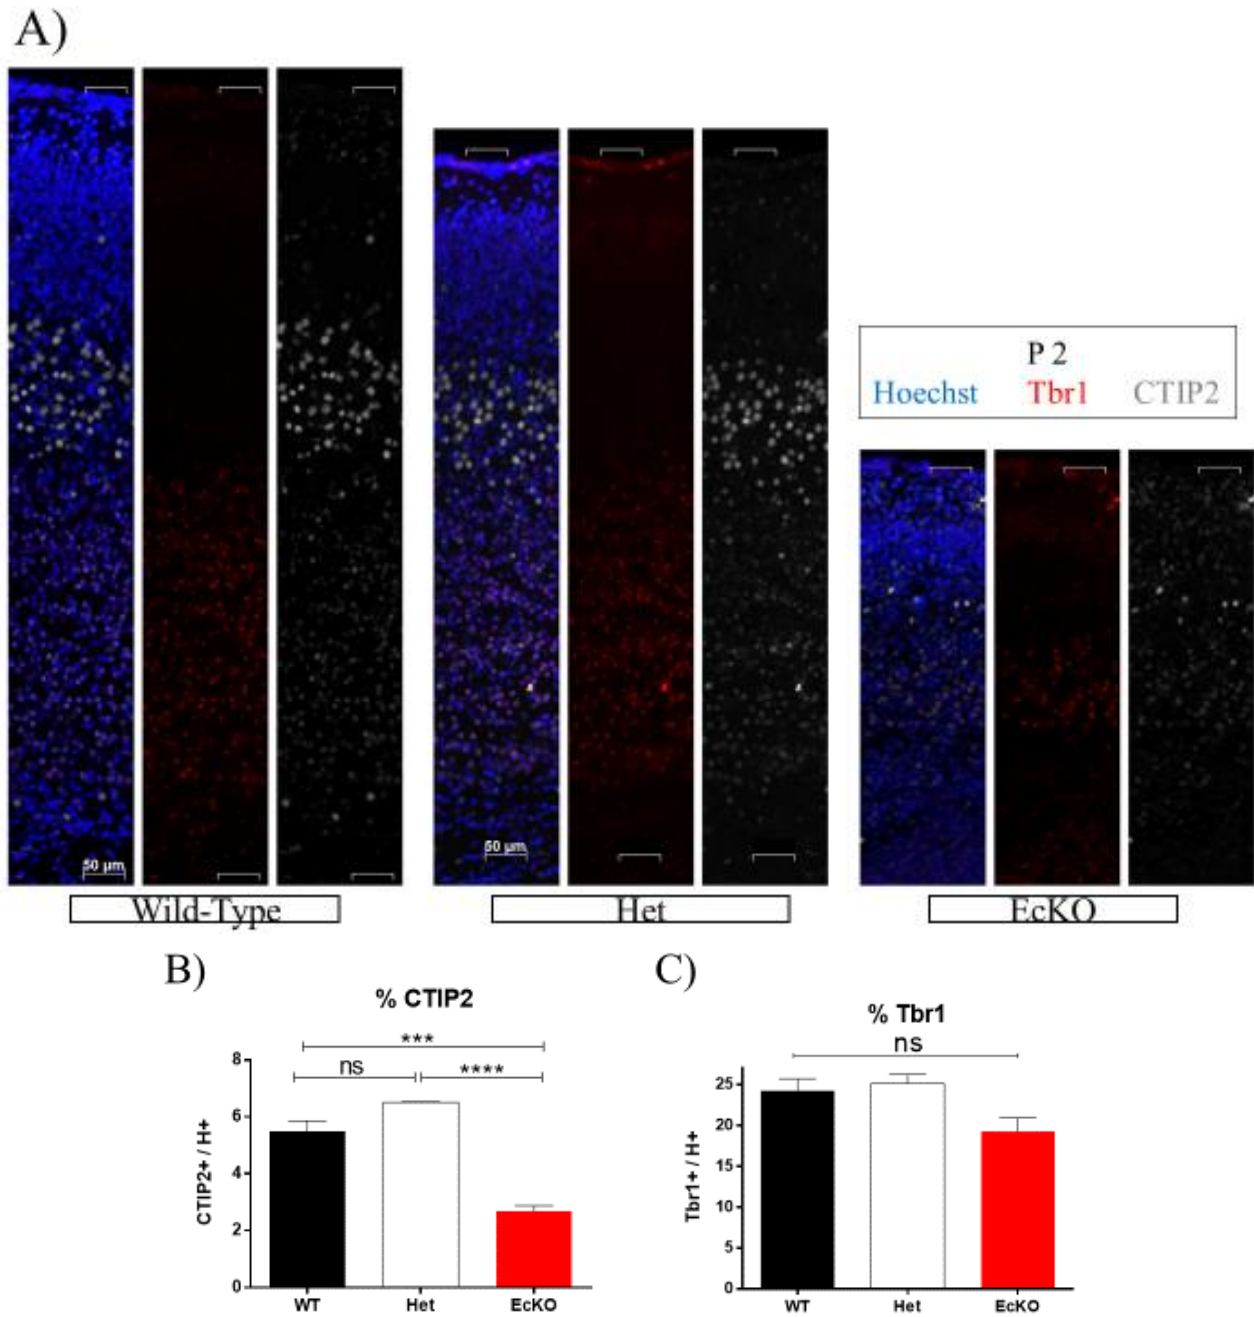 A)
P 2
Hoechst Tbr1 CTIP2
50 µm
50 µm
Wild-Type
Het
EcKO
B)
% CTIP2
***
ns
****
8
6
4
2
0
CTIP2+ / H+
WT
Het
EcKO
C)
% Tbr1
ns
25
20
15
10
5
0
Tbr1+ / H+
WT
Het
EcKO